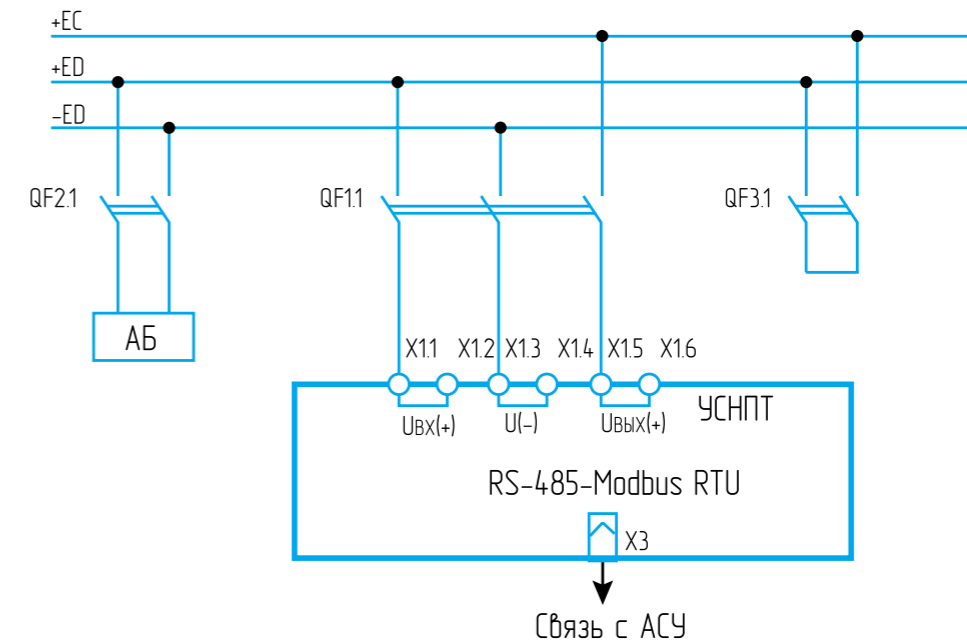 +EC
+ED
-ED
QF2.1
QF1.1
QF3.1
АБ
X1.1 X1.2 X1.3 X1.4 X1.5 X1.6
Uвх(+) U(-) Uвых(+) УСНПТ
RS-485-Modbus RTU
X3
Связь с АСУ